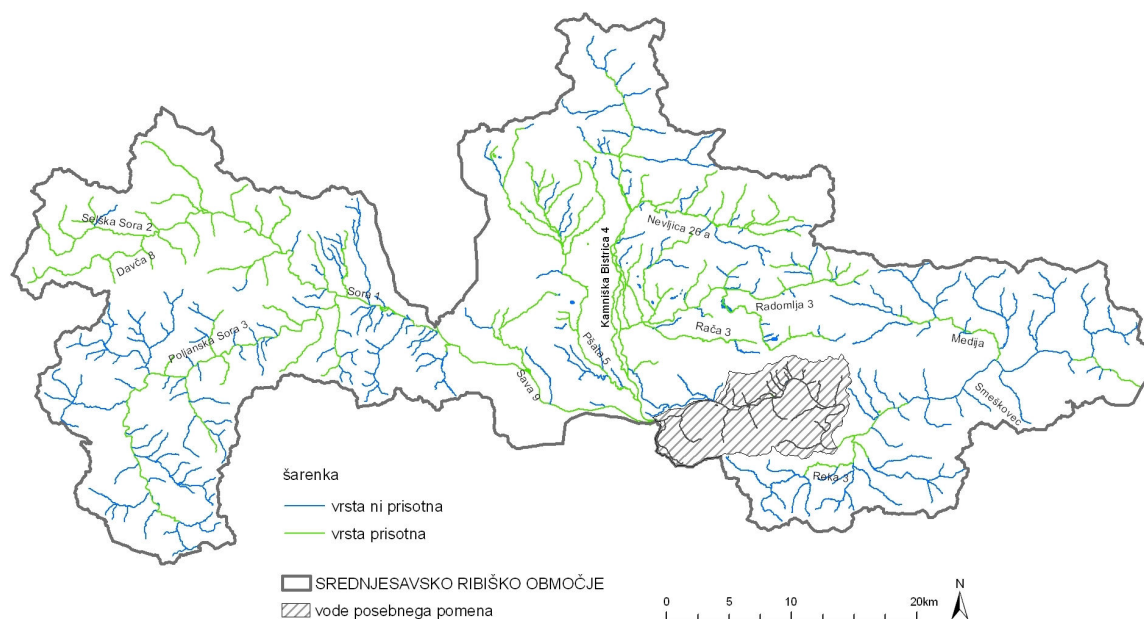 Selška Sora 2
Davča 8
Poljanska Sora 3
Sora 1
Sava 9
Pšata 5
Kamniška Bistrica 4
Nevljica 26 a
Radomlja 3
Rača 3
Medija
Smeškovec
Reka 3
šarenka
vrsta ni prisotna
vrsta prisotna
SREDNJESAVSKO RIBIŠKO OBMOČJE
vode posebnega pomena
0 5 10 20km
N